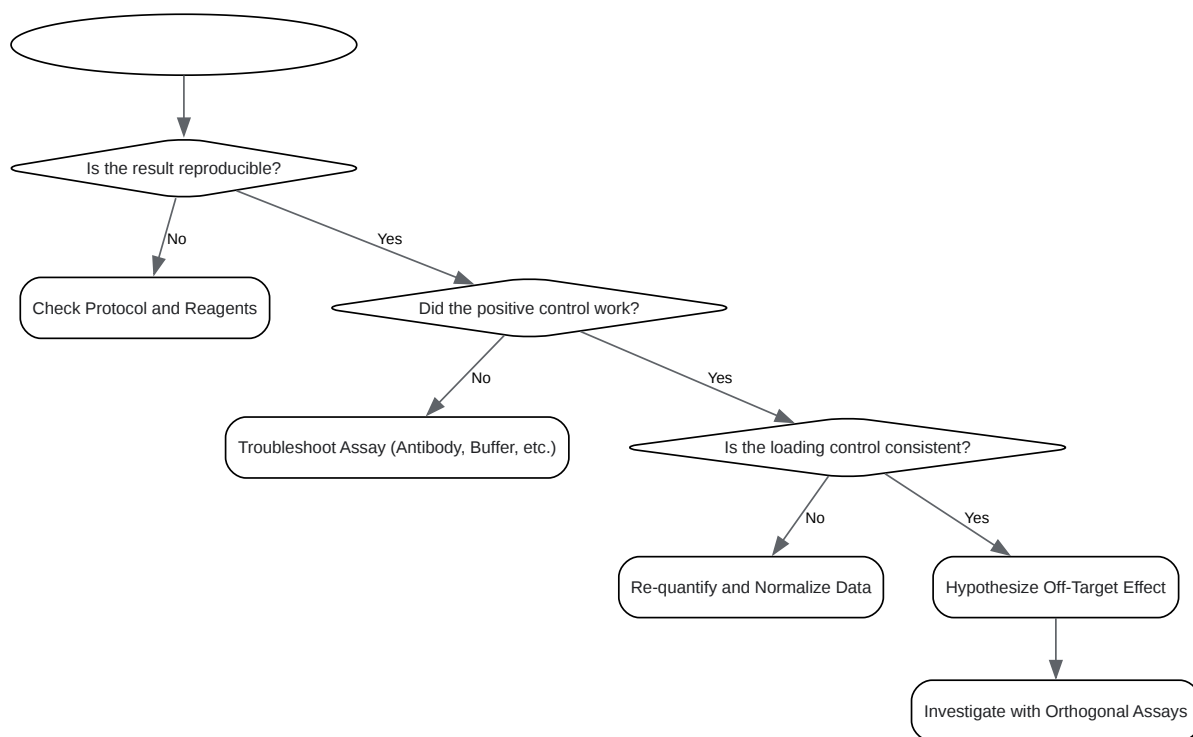 Is the result reproducible?
No
Yes
Check Protocol and Reagents
Did the positive control work?
No
Yes
Troubleshoot Assay (Antibody, Buffer, etc.)
Is the loading control consistent?
No
Yes
Re-quantify and Normalize Data
Hypothesize Off-Target Effect
Investigate with Orthogonal Assays